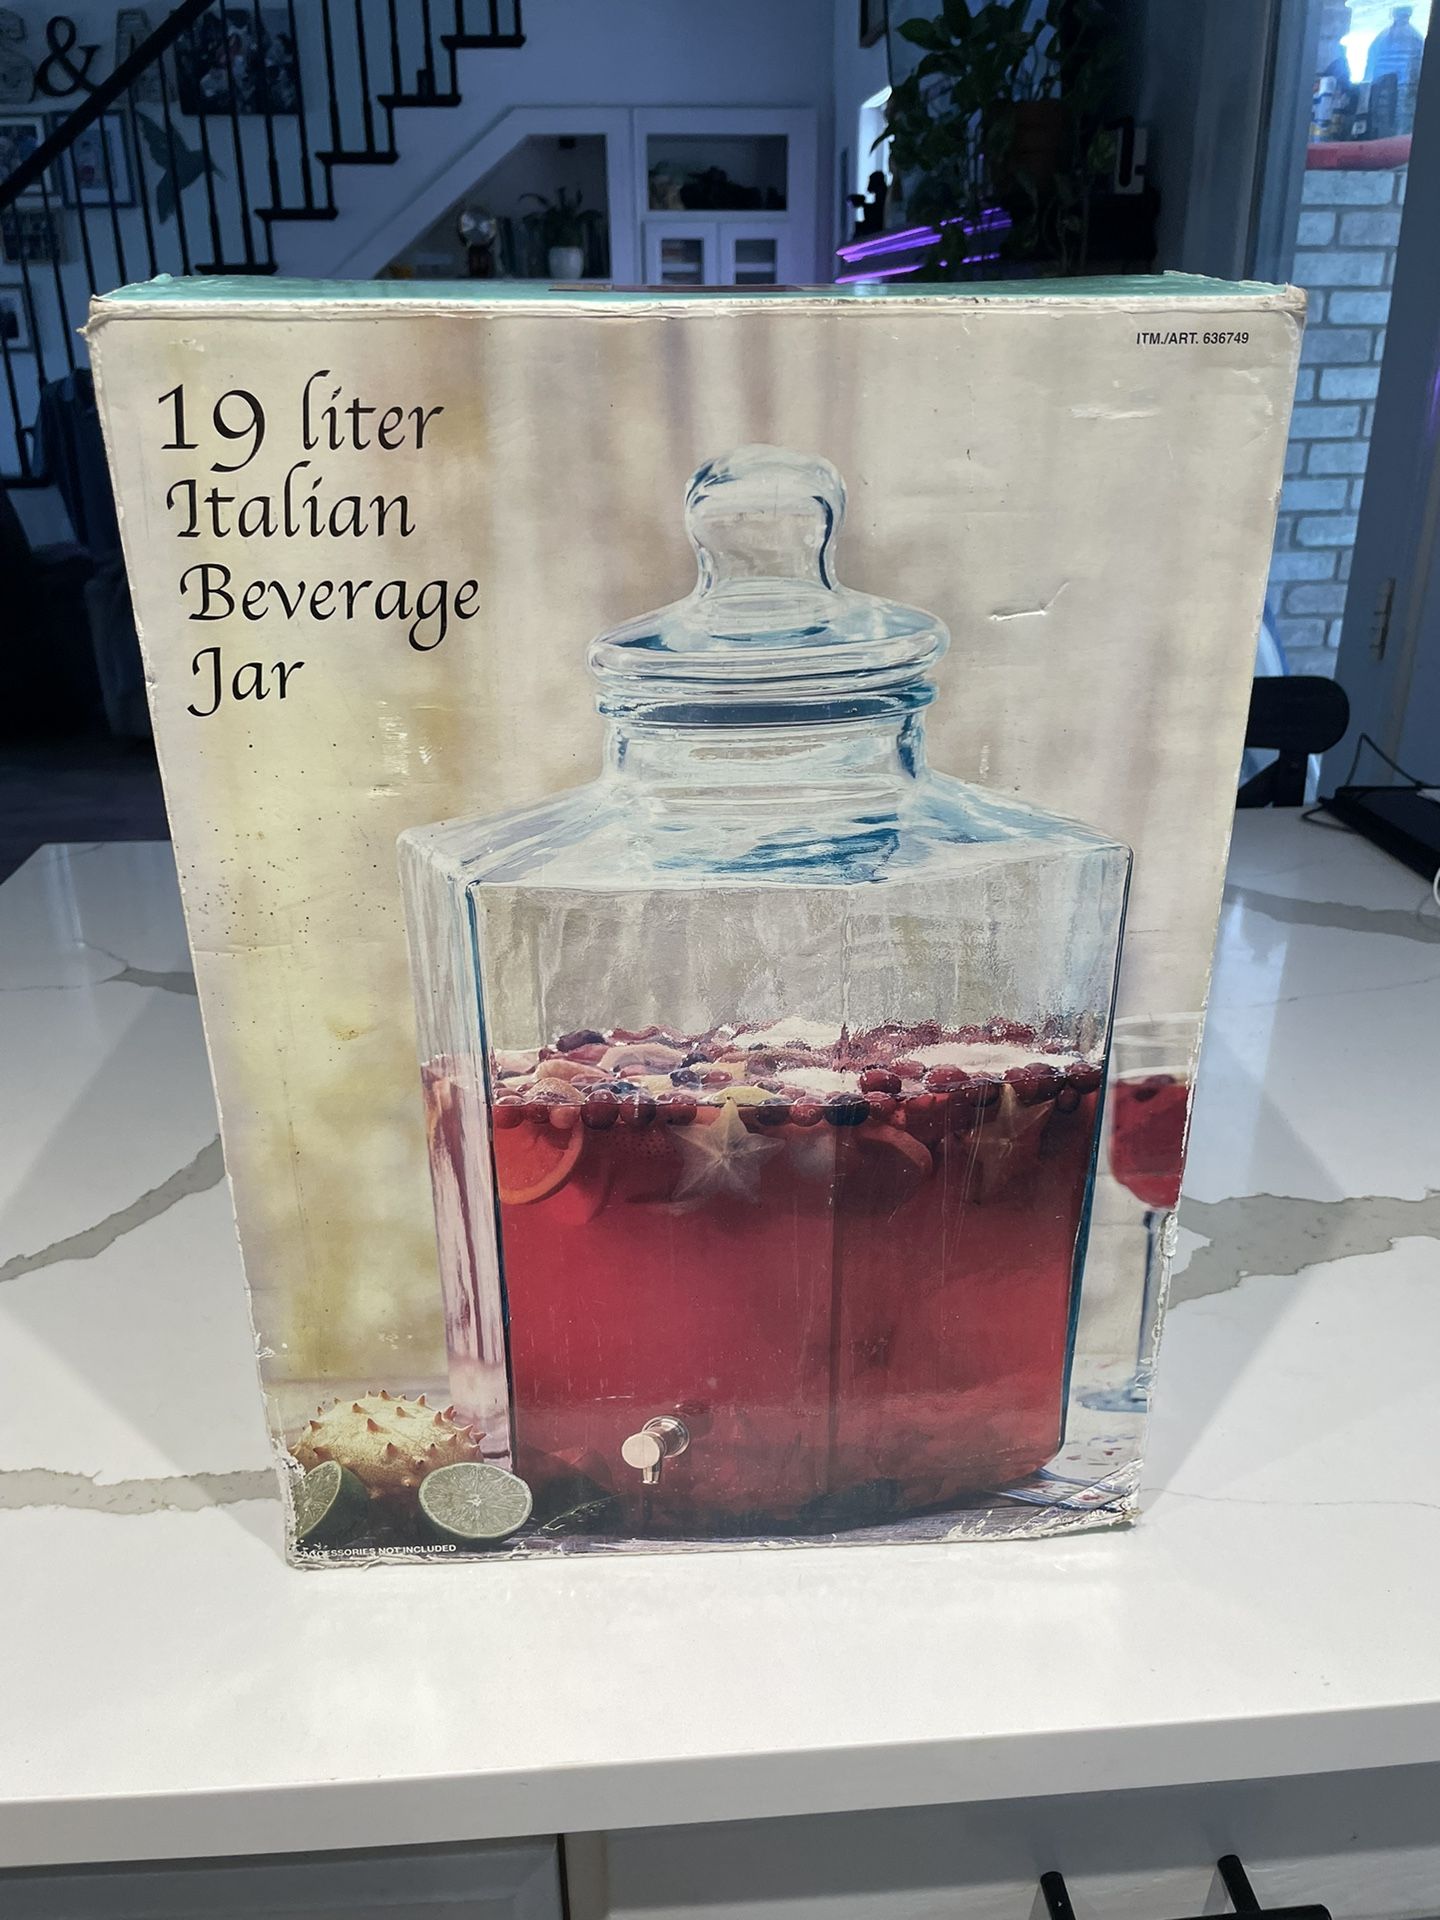 &
ITM./ART. 636749
19 liter
Italian
Beverage
Jar
ACCESSORIES NOT INCLUDED